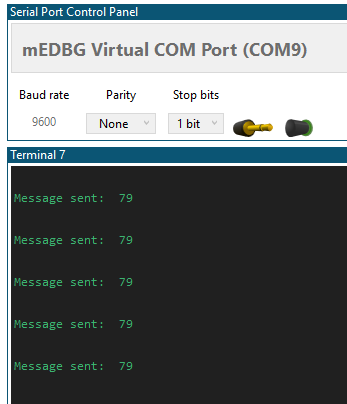 Serial Port Control Panel
mEDBG Virtual COM Port (COM9)
Baud rate Parity Stop bits
9600 None 1 bit
Terminal 7
Message sent: 79
Message sent: 79
Message sent: 79
Message sent: 79
Message sent: 79